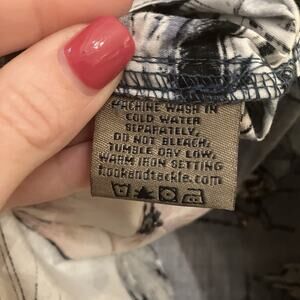 MACHINE WASH IN
COLD WATER
SEPARATELY,
DO NOT BLEACH,
TUMBLE DRY LOW,
WARM IRON SETTING
hookandtackle.com